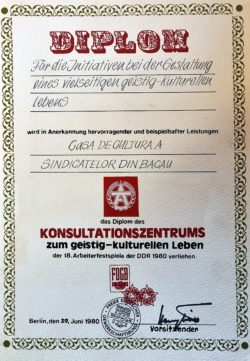 DIPLOM
Für die Initiativen bei der Gestaltung
eines vielseitigen geistig-kulturellen
Lebens
wird in Anerkennung hervorragender und beispielhafter Leistungen
CASA DE CULTURA A
SINDICATELOR DIN BACAU
das Diplom des
KONSULTATIONSZENTRUMS
zum geistig-kulturellen Leben
der 18. Arbeiterfestspiele der DDR 1980 verliehen.
FDGB
Berlin, den 29. Juni 1980
Vorsitzender